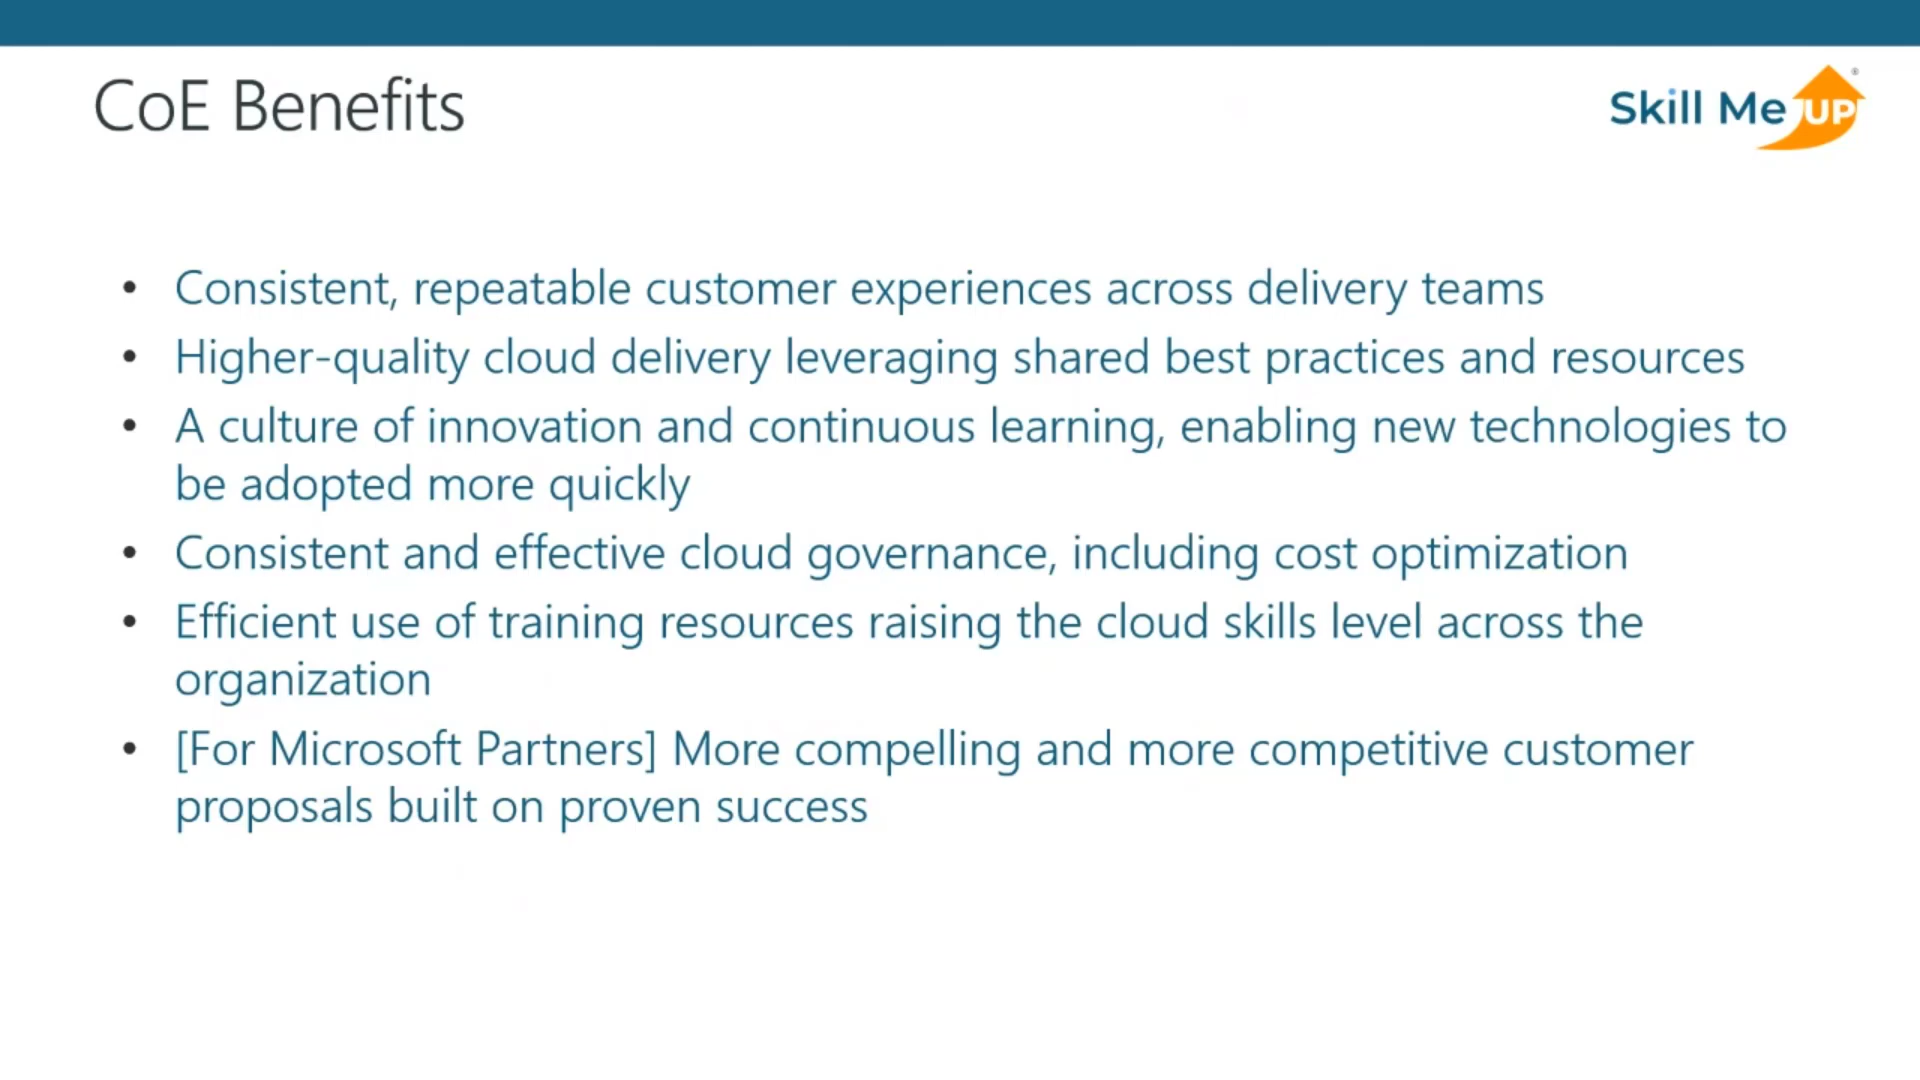 CoE Benefits
Skill Me UP®
• Consistent, repeatable customer experiences across delivery teams
• Higher-quality cloud delivery leveraging shared best practices and resources
• A culture of innovation and continuous learning, enabling new technologies to
be adopted more quickly
• Consistent and effective cloud governance, including cost optimization
• Efficient use of training resources raising the cloud skills level across the
organization
• [For Microsoft Partners] More compelling and more competitive customer
proposals built on proven success